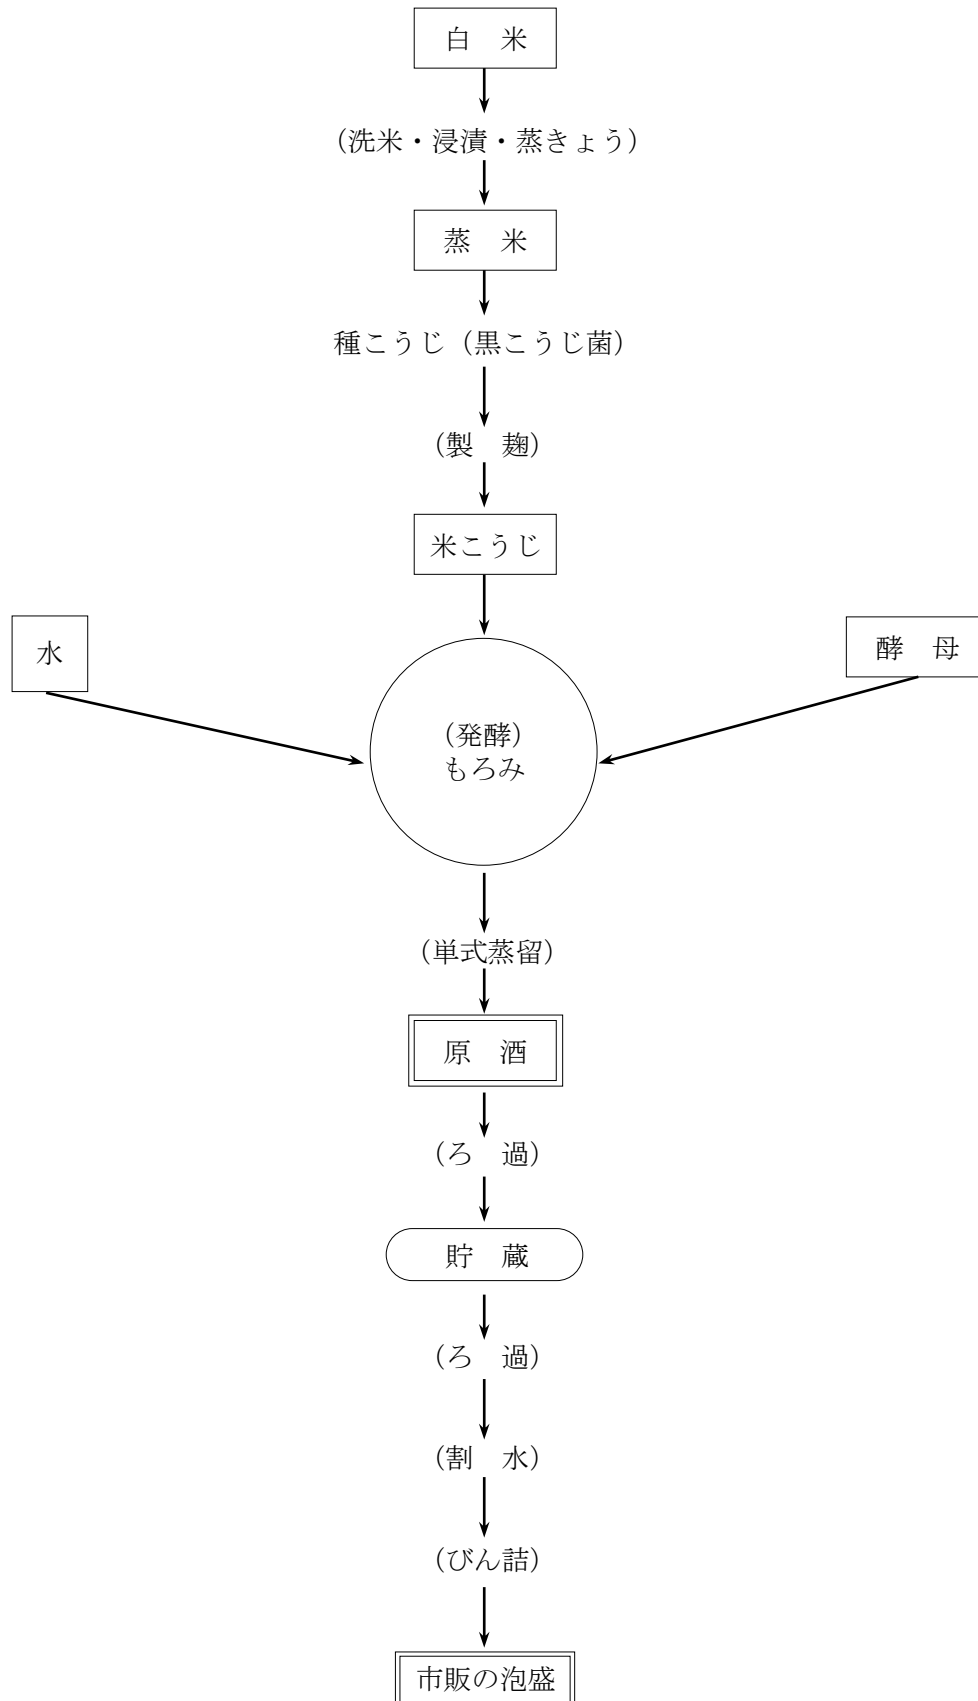 白　米
(洗米・浸漬・蒸きょう)
蒸　米
種こうじ（黒こうじ菌）
(製　麹)
米こうじ
水
酵　母
(発酵)
もろみ
(単式蒸留)
原　酒
(ろ　過)
貯　蔵
(ろ　過)
(割　水)
(びん詰)
市販の泡盛